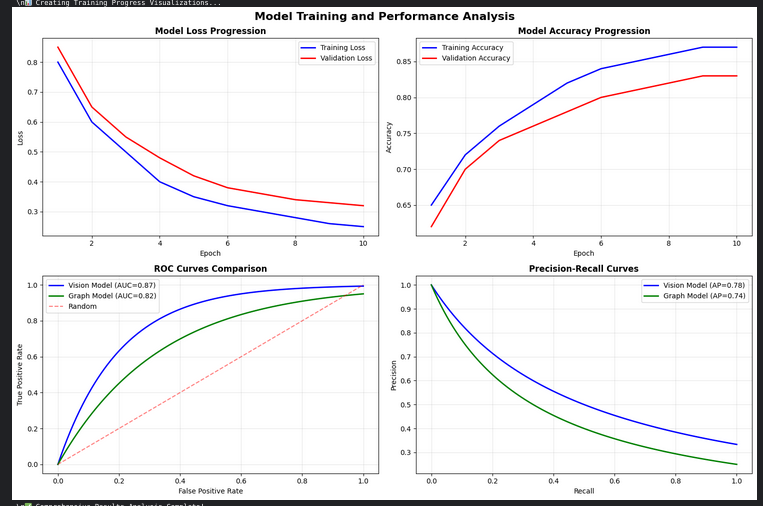 \n📊 Creating Training Progress Visualizations...
Model Training and Performance Analysis
Model Loss Progression
Training Loss
Validation Loss
Loss
0.8
0.7
0.6
0.5
0.4
0.3
2
4
6
8
10
Epoch
Model Accuracy Progression
Training Accuracy
Validation Accuracy
Accuracy
0.85
0.80
0.75
0.70
0.65
2
4
6
8
10
Epoch
ROC Curves Comparison
Vision Model (AUC=0.87)
Graph Model (AUC=0.82)
Random
True Positive Rate
1.0
0.8
0.6
0.4
0.2
0.0
0.0
0.2
0.4
0.6
0.8
1.0
False Positive Rate
Precision-Recall Curves
Vision Model (AP=0.78)
Graph Model (AP=0.74)
Precision
1.0
0.9
0.8
0.7
0.6
0.5
0.4
0.3
0.0
0.2
0.4
0.6
0.8
1.0
Recall
\n✅ Comprehensive Results Analysis Complete!